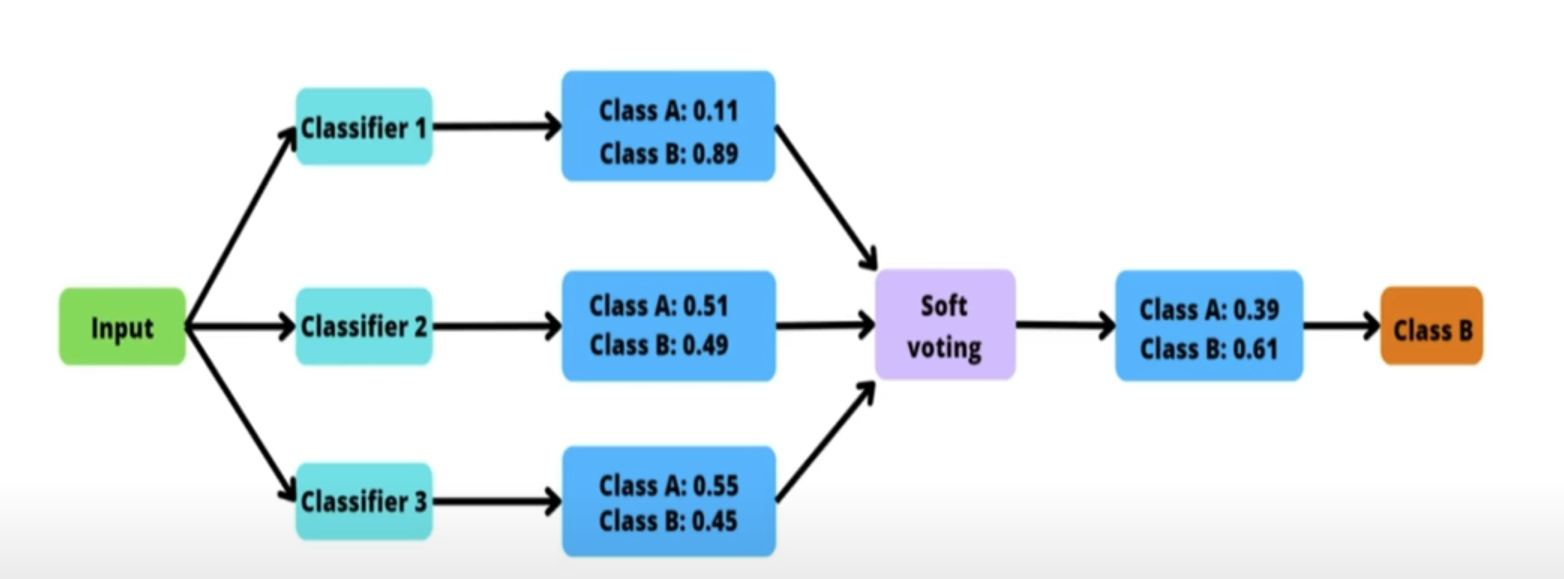 Input
Classifier 1
Class A: 0.11
Class B: 0.89
Classifier 2
Class A: 0.51
Class B: 0.49
Classifier 3
Class A: 0.55
Class B: 0.45
Soft
voting
Class A: 0.39
Class B: 0.61
Class B